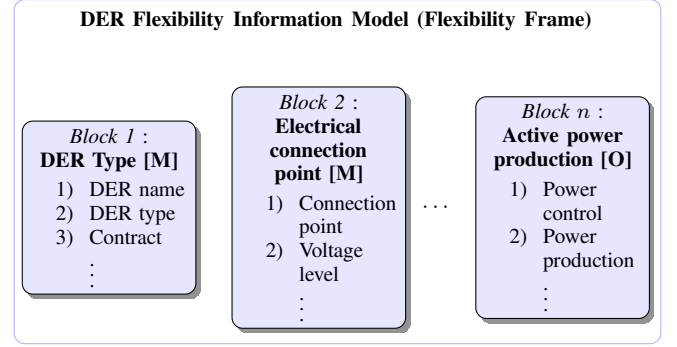 DER Flexibility Information Model (Flexibility Frame)
Block 1 :
DER Type [M]
1) DER name
2) DER type
3) Contract
⋮
Block 2 :
Electrical
connection
point [M]
1) Connection
point
2) Voltage
level
⋮
. . .
Block n :
Active power
production [O]
1) Power
control
2) Power
production
⋮